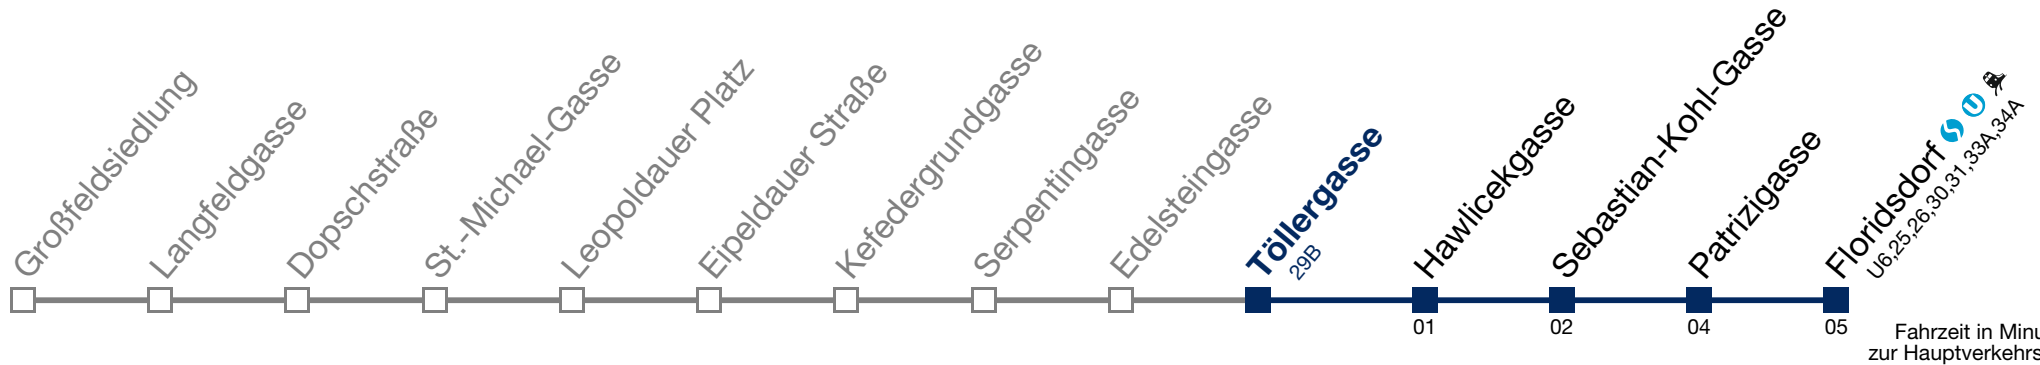 Großfeldsiedlung
Langfeldgasse
Dopschstraße
St.-Michael-Gasse
Leopoldauer Platz
Eipeldauer Straße
Kefedergrundgasse
Serpentingasse
Edelsteingasse
Töllergasse
29B
Hawlicekgasse
Sebastian-Kohl-Gasse
Patrizigasse
Floridsdorf
U6,25,26,30,31,33A,34A
01
02
04
05
Fahrzeit in Minu
zur Hauptverkehrs